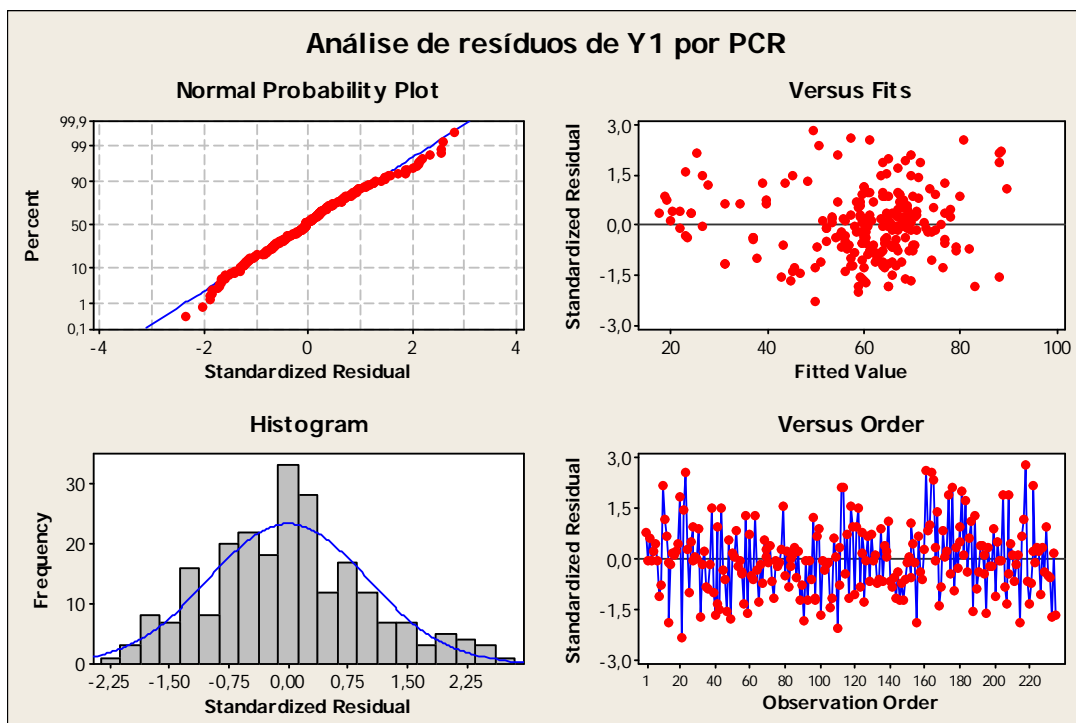 Análise de resíduos de Y1 por PCR
Normal Probability Plot
99,9
99
90
50
10
1
0,1
Percent
-4 -2 0 2 4
Standardized Residual
Versus Fits
3,0
1,5
0,0
-1,5
-3,0
Standardized Residual
20 40 60 80 100
Fitted Value
Histogram
30
20
10
0
Frequency
-2,25 -1,50 -0,75 0,00 0,75 1,50 2,25
Standardized Residual
Versus Order
3,0
1,5
0,0
-1,5
-3,0
Standardized Residual
1 20 40 60 80 100 120 140 160 180 200 220
Observation Order